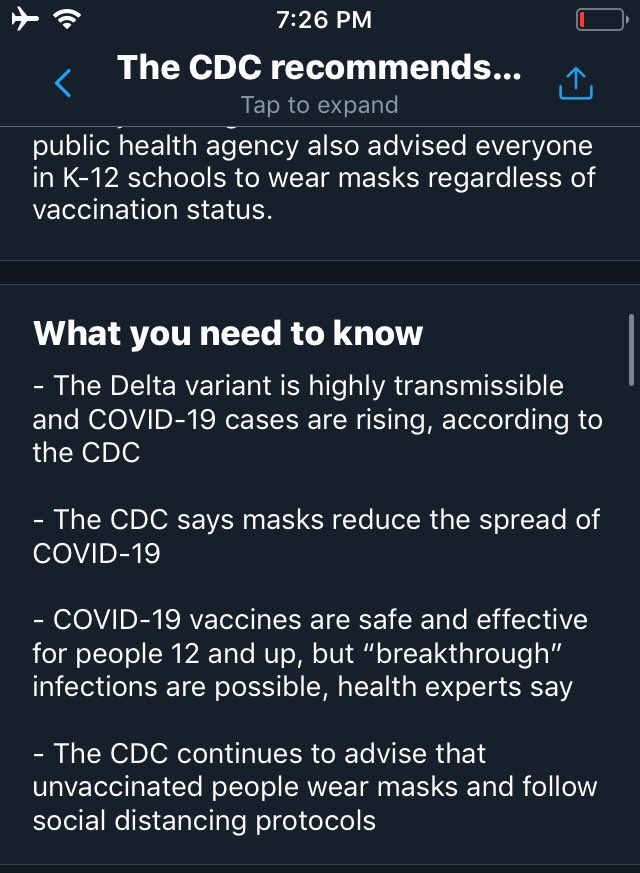 7:26 PM
The CDC recommends...
Tap to expand
public health agency also advised everyone
in K-12 schools to wear masks regardless of
vaccination status.
What you need to know
- The Delta variant is highly transmissible
and COVID-19 cases are rising, according to
the CDC
- The CDC says masks reduce the spread of
COVID-19
- COVID-19 vaccines are safe and effective
for people 12 and up, but “breakthrough”
infections are possible, health experts say
- The CDC continues to advise that
unvaccinated people wear masks and follow
social distancing protocols